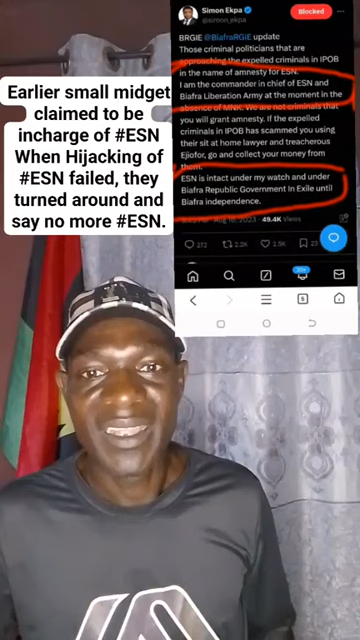 Simon Ekpa
@simon_ekpa
Blocked
BRGIE @BiafraRGIE update
Those criminal politicians that are
approaching the expelled criminals in IPOB
in the name of amnesty for ESN.
I am the commander in chief of ESN and
Biafra Liberation Army at the moment in the
absence of MNK. We are not criminals that
you will grant amnesty. If the expelled
criminals in IPOB has scammed you using
their sit at home lawyer and treacherous
Ejiofor, go and collect your money from
them.
ESN is intact under my watch and under
Biafra Republic Government In Exile until
Biafra independence.
2023 · 49.4K Views
272
2.2K
2.5K
23
20+
5
Earlier small midget
claimed to be
incharge of #ESN
When Hijacking of
#ESN failed, they
turned around and
say no more #ESN.